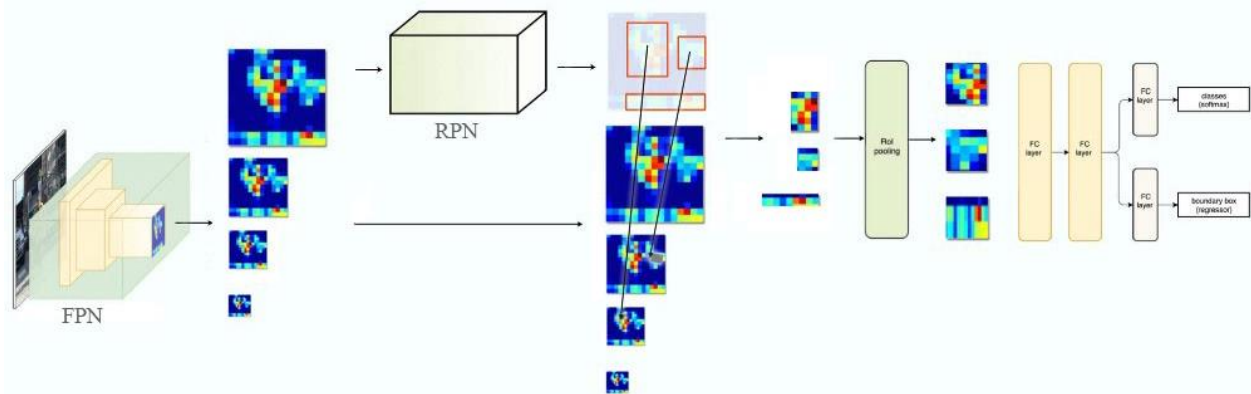 FPN
RPN
RoI
pooling
FC
layer
FC
layer
FC
layer
classes
(softmax)
FC
layer
boundary box
(regressor)